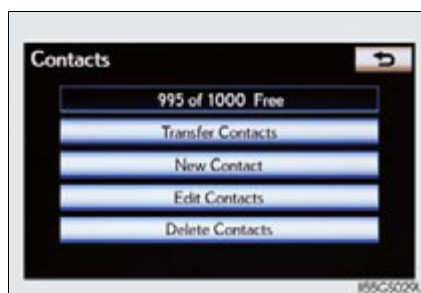 Contacts
995 of 1000 Free
Transfer Contacts
New Contact
Edit Contacts
Delete Contacts